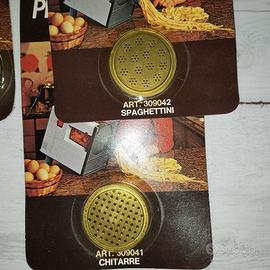 ART. 309042
SPAGHETTINI
ART. 309041
CHITARRE